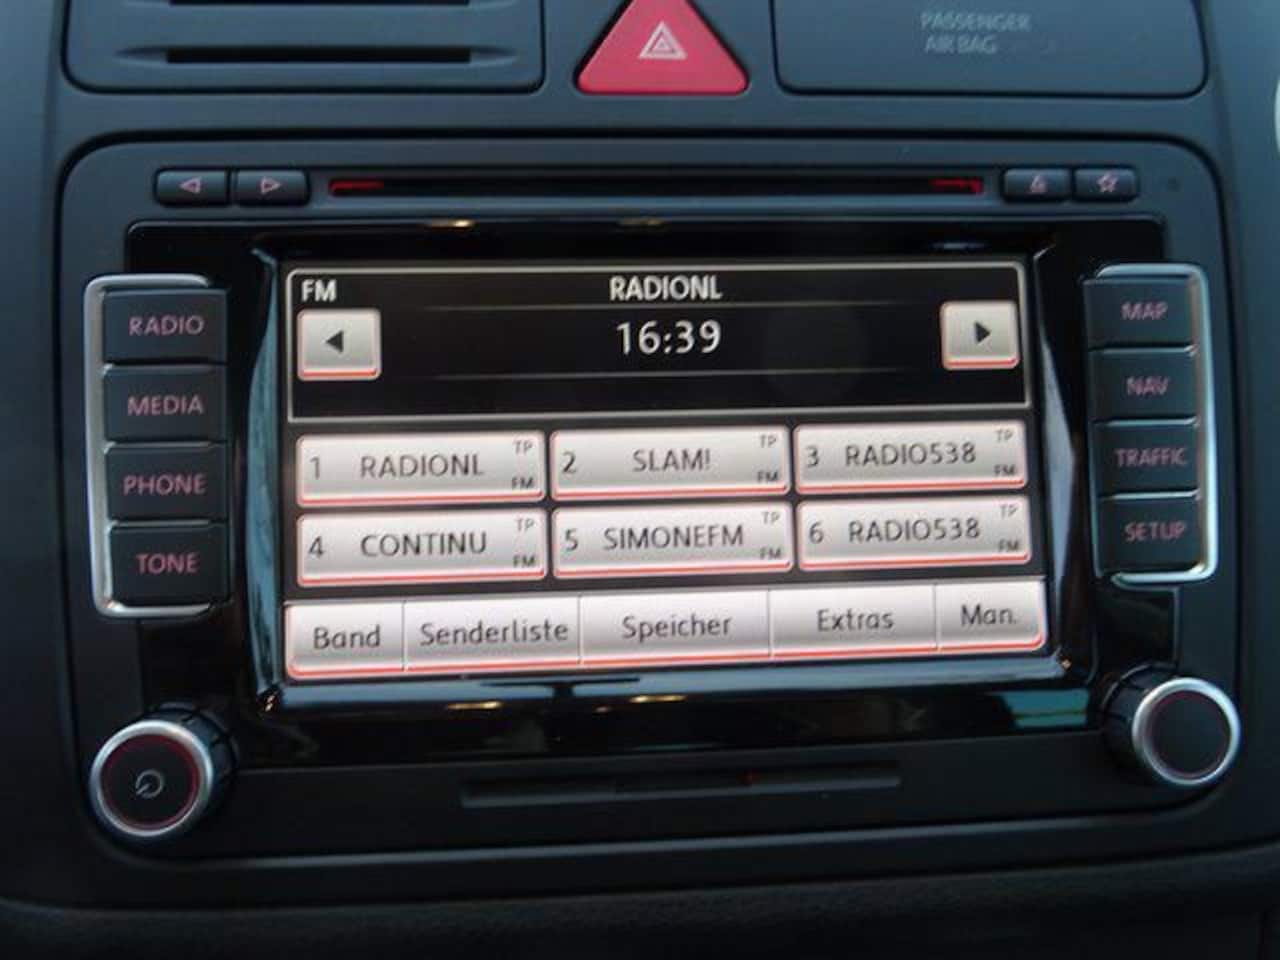 PASSENGER
AIR BAG
FM RADIONL
16:39
RADIO
MEDIA
PHONE
TONE
MAP
NAV
TRAFFIC
SETUP
1 RADIONL TP FM
2 SLAM! TP FM
3 RADIO538 TP FM
4 CONTINU TP FM
5 SIMONEFM TP FM
6 RADIO538 TP FM
Band Senderliste Speicher Extras Man.